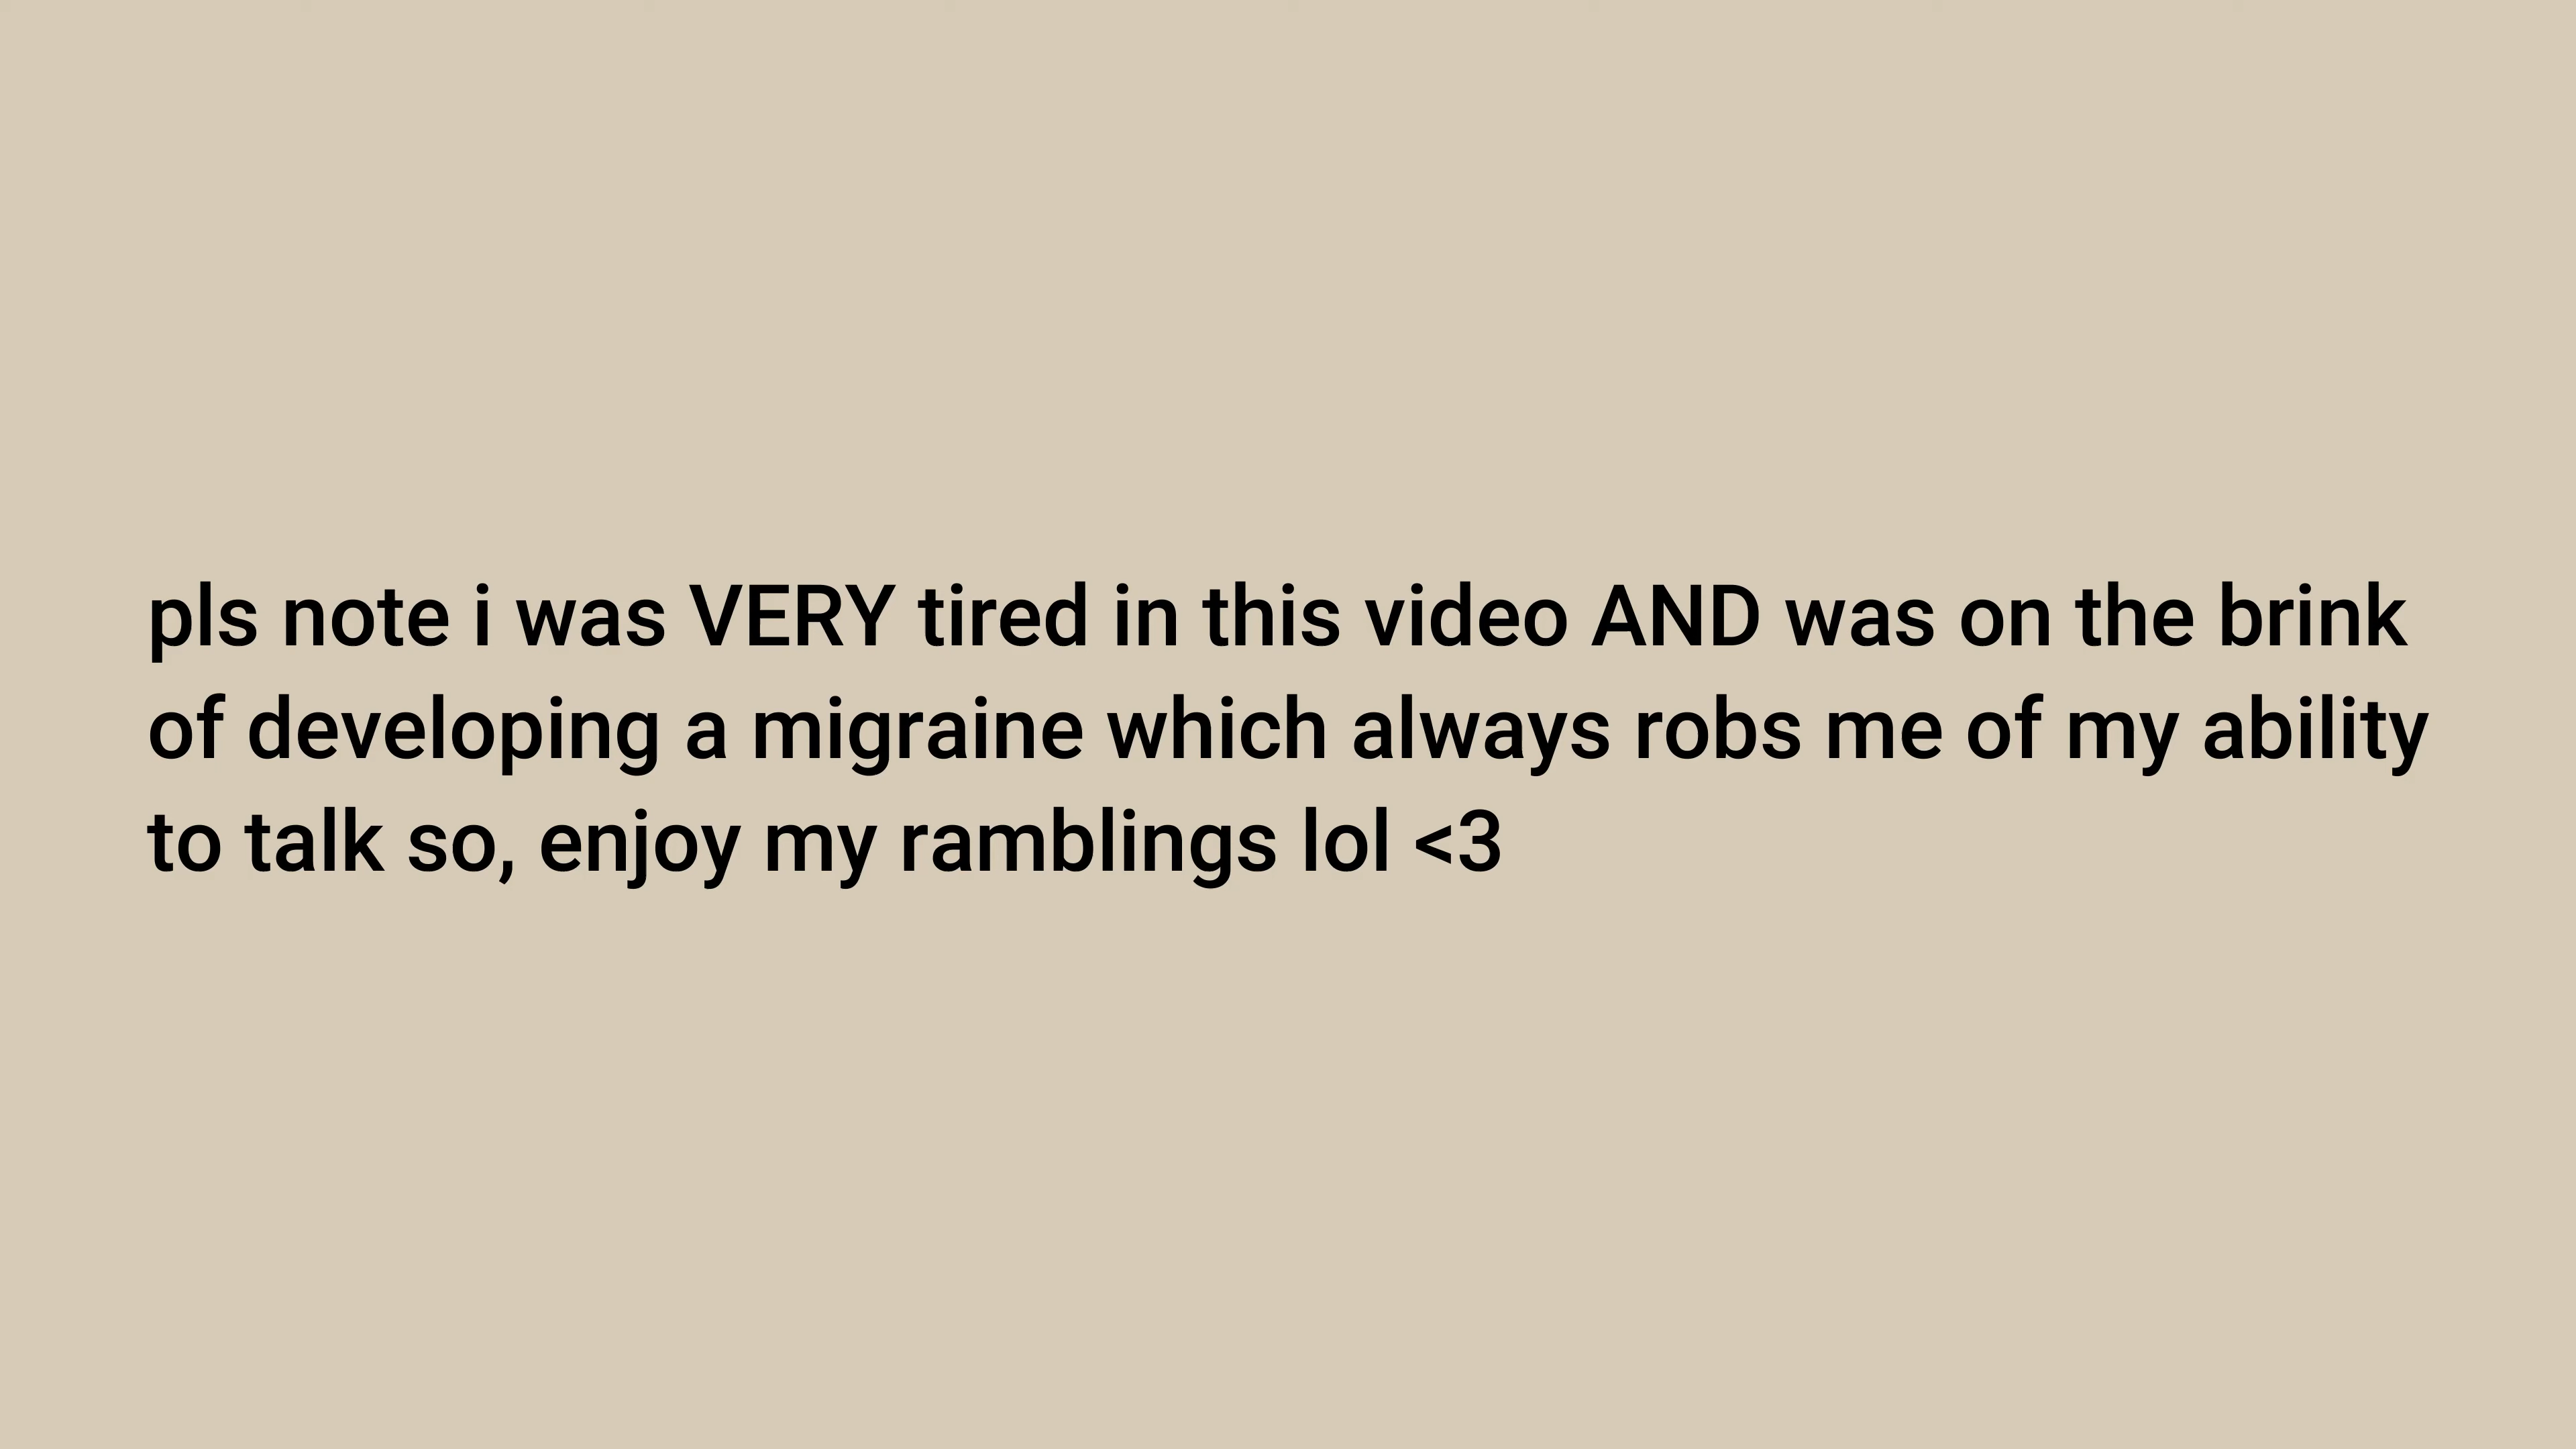 pls note i was VERY tired in this video AND was on the brink
of developing a migraine which always robs me of my ability
to talk so, enjoy my ramblings lol <3